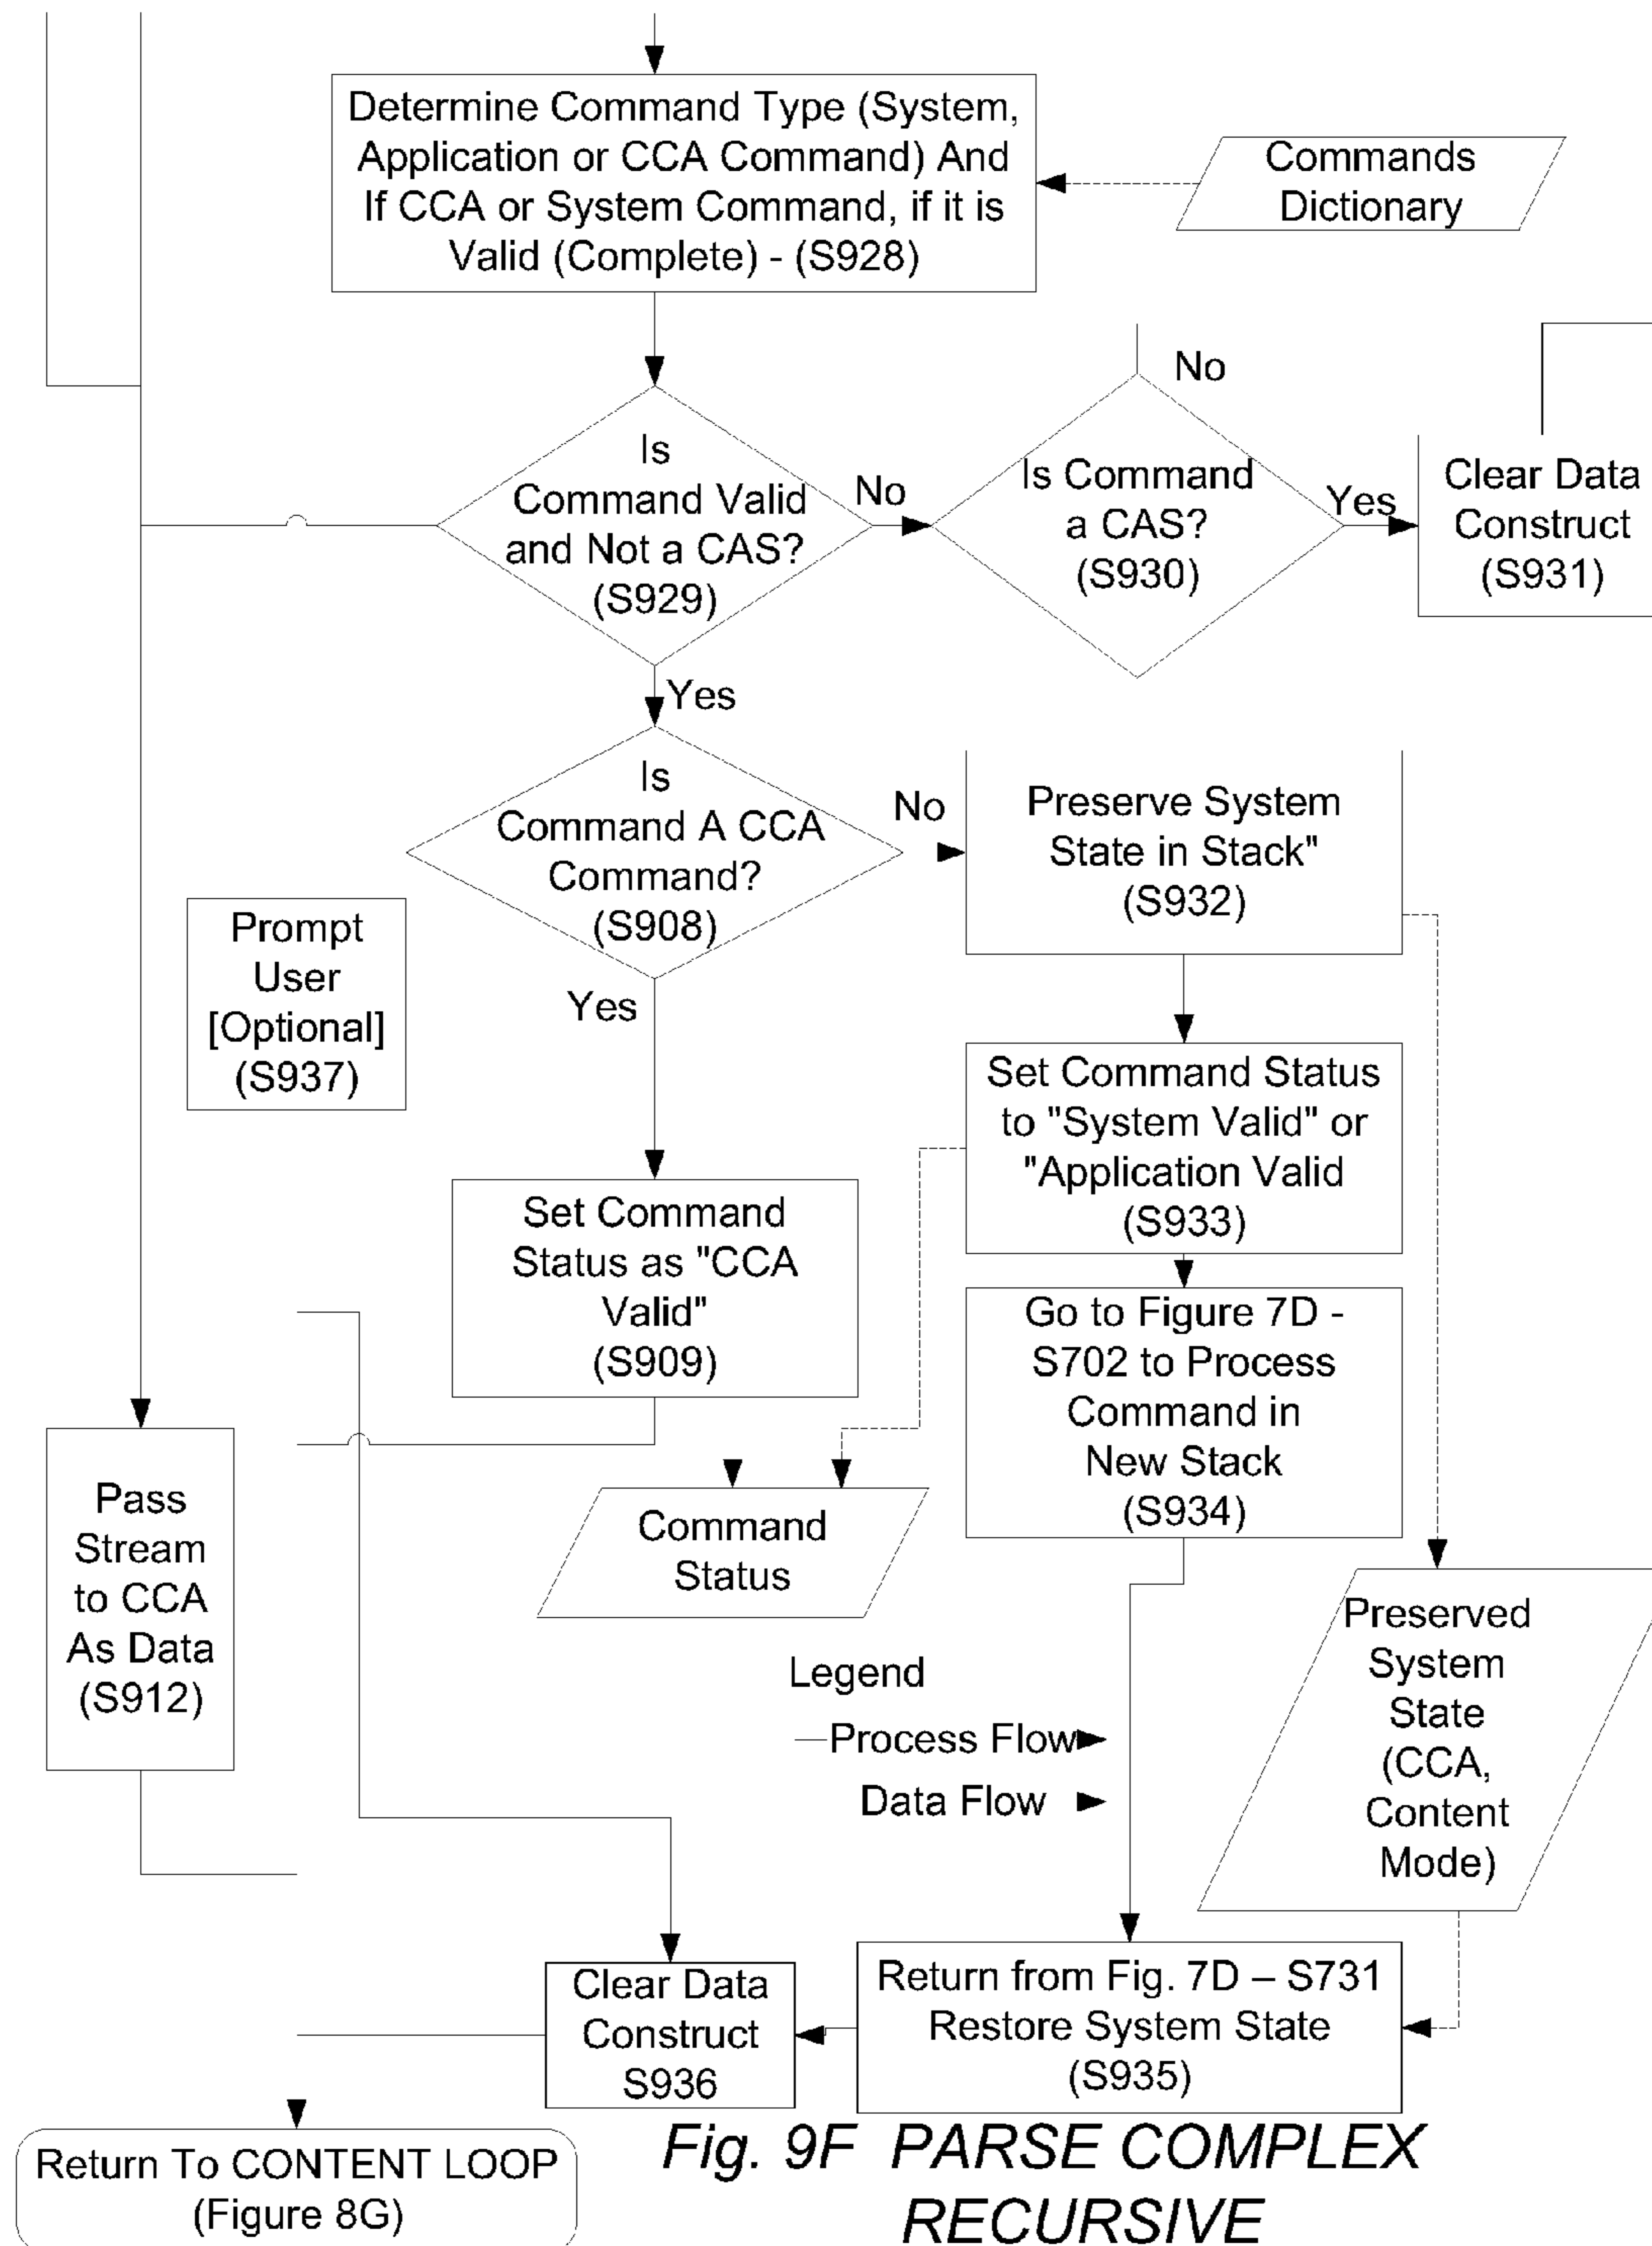 Determine Command Type (System,
Application or CCA Command) And
If CCA or System Command, if it is
Valid (Complete) - (S928)
Commands
Dictionary
Is
Command Valid
and Not a CAS?
(S929)
No
No
Is Command
a CAS?
(S930)
Yes
Clear Data
Construct
(S931)
Yes
Is
Command A CCA
Command?
(S908)
No
Preserve System
State in Stack"
(S932)
Prompt
User
[Optional]
(S937)
Yes
Set Command Status
to "System Valid" or
"Application Valid
(S933)
Set Command
Status as "CCA
Valid"
(S909)
Go to Figure 7D -
S702 to Process
Command in
New Stack
(S934)
Pass
Stream
to CCA
As Data
(S912)
Command
Status
Preserved
System
State
(CCA,
Content
Mode)
Legend
Process Flow
Data Flow
Clear Data
Construct
S936
Return from Fig. 7D – S731
Restore System State
(S935)
Return To CONTENT LOOP
(Figure 8G)
Fig. 9F PARSE COMPLEX
RECURSIVE